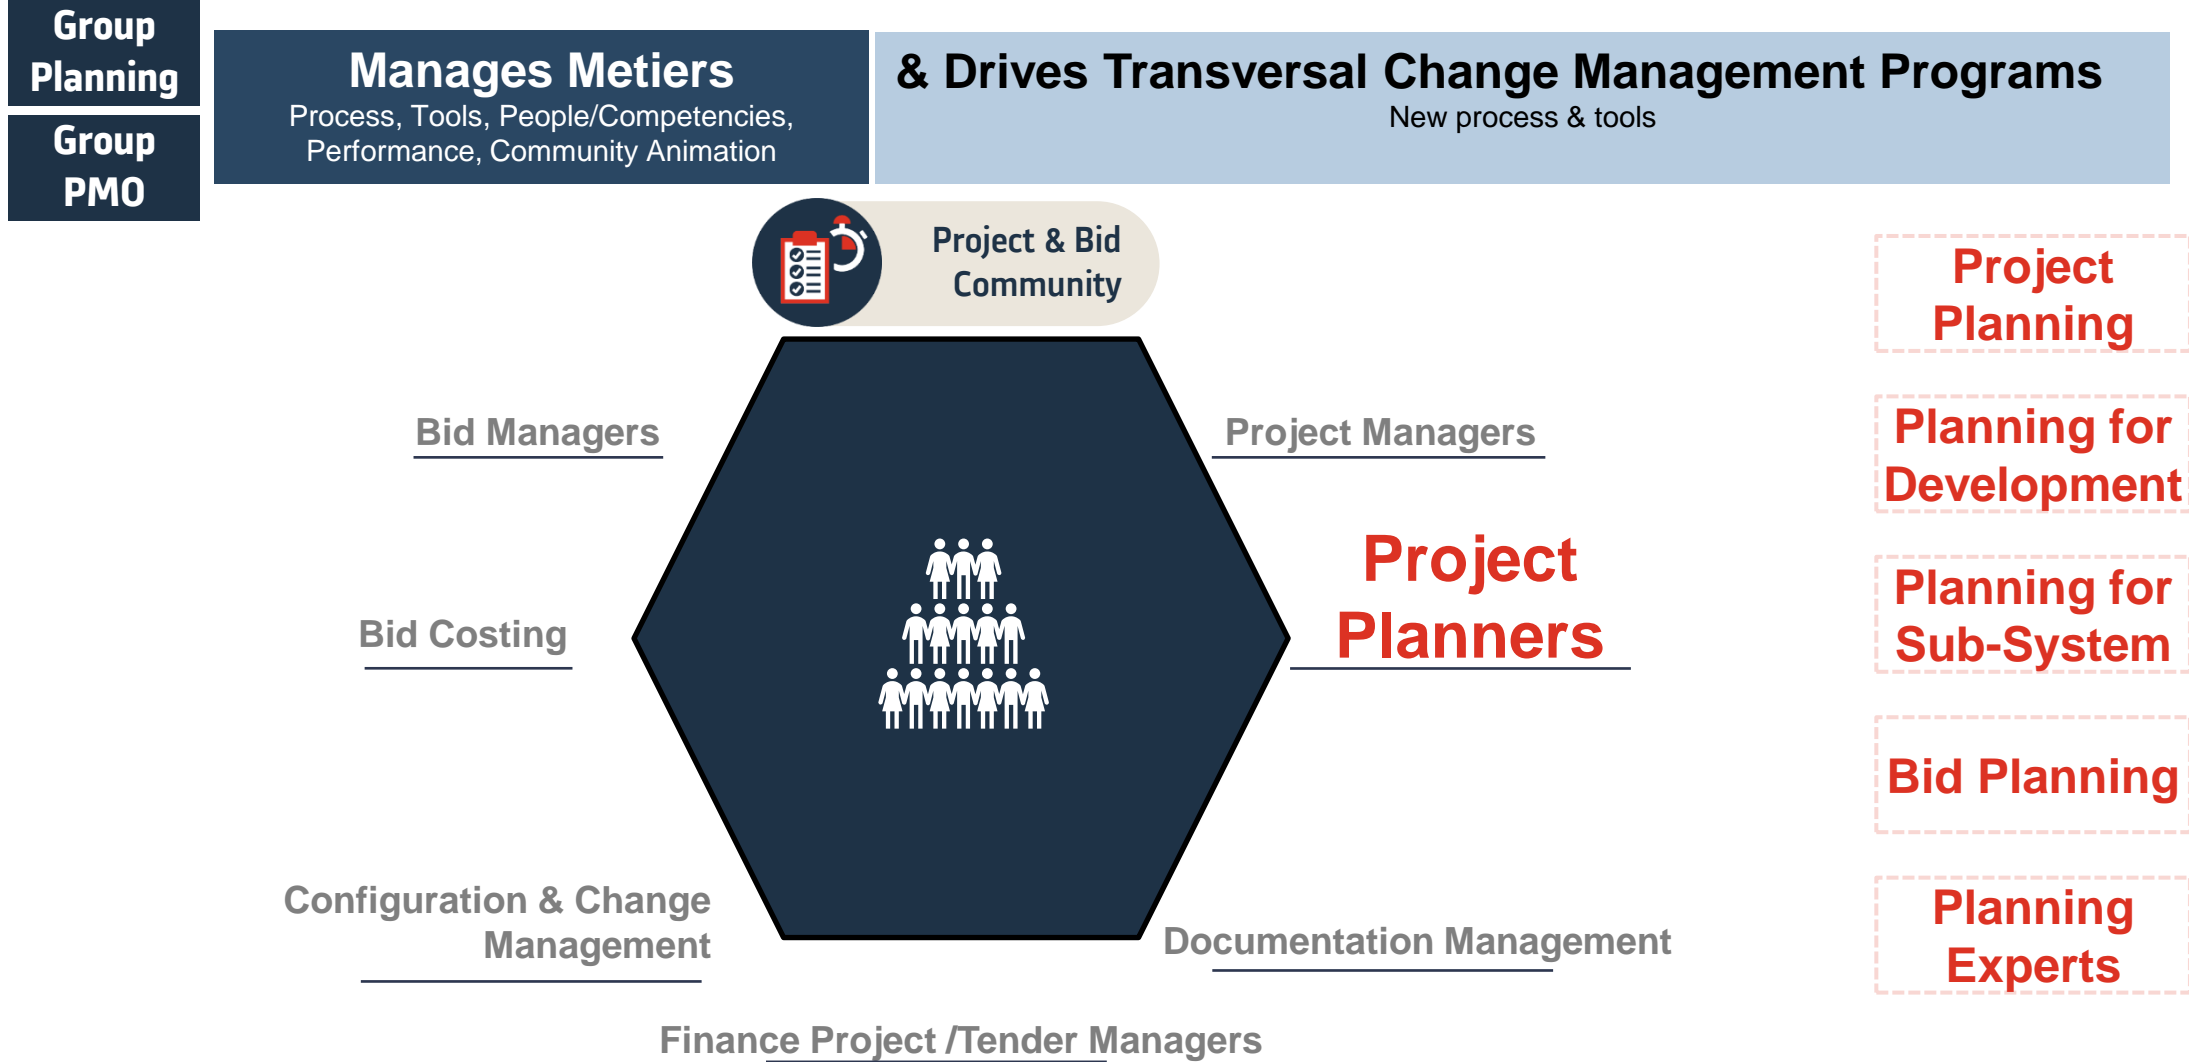 Group
Planning
Group
PMO
Manages Metiers
Process, Tools, People/Competencies,
Performance, Community Animation
& Drives Transversal Change Management Programs
New process & tools
Project & Bid
Community
Bid Managers
Project Managers
Project
Planners
Bid Costing
Configuration & Change
Management
Documentation Management
Finance Project /Tender Managers
Project
Planning
Planning for
Development
Planning for
Sub-System
Bid Planning
Planning
Experts